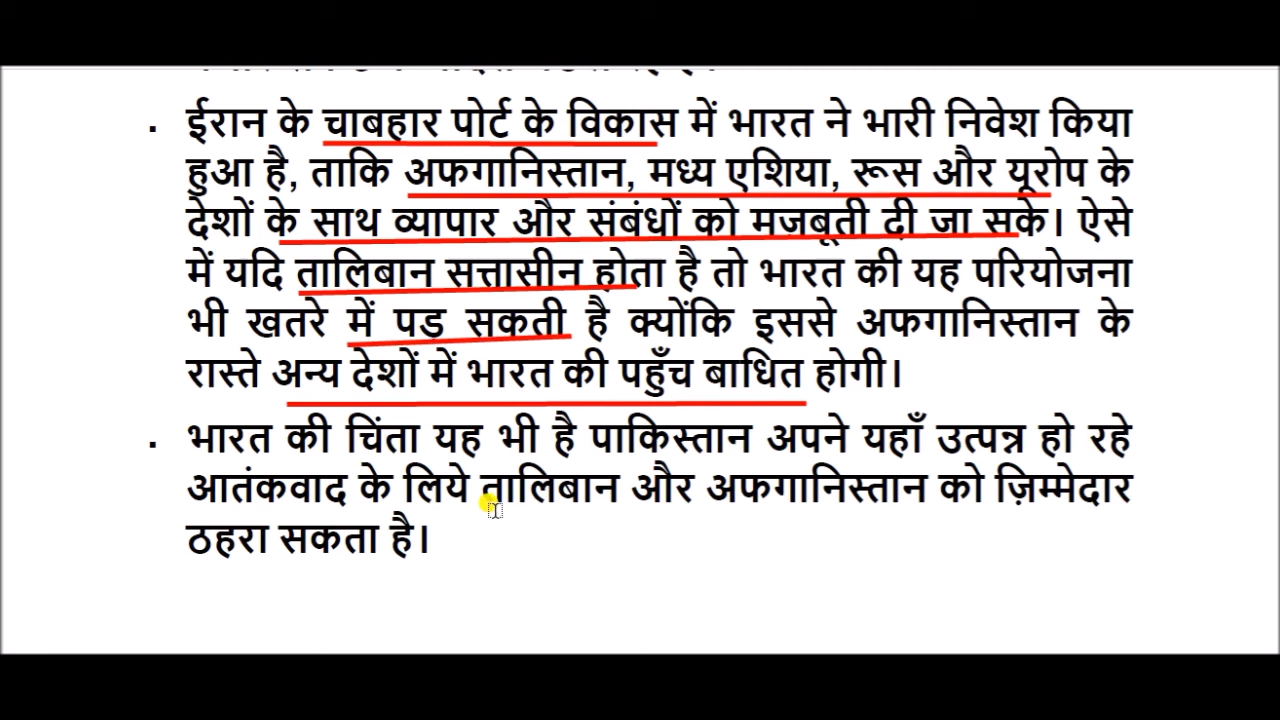 ईरान के चाबहार पोर्ट के विकास में भारत ने भारी निवेश किया
हुआ है, ताकि अफगानिस्तान, मध्य एशिया, रूस और यूरोप के
देशों के साथ व्यापार और संबंधों को मजबूती दी जा सके। ऐसे
में यदि तालिबान सत्तासीन होता है तो भारत की यह परियोजना
भी खतरे में पड सकती है क्योंकि इससे अफगानिस्तान के
रास्ते अन्य देशों में भारत की पहुँच बाधित होगी।
भारत की चिंता यह भी है पाकिस्तान अपने यहाँ उत्पन्न हो रहे
आतंकवाद के लिये तालिबान और अफगानिस्तान को ज़िम्मेदार
ठहरा सकता है।